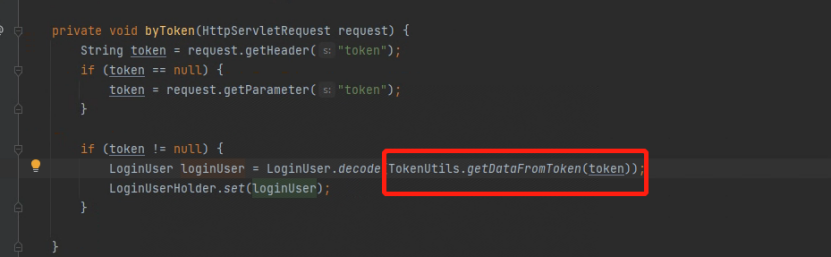 private void byToken(HttpServletRequest request) {
String token = request.getHeader( s: "token");
if (token == null) {
token = request.getParameter( s: "token");
}
if (token != null) {
LoginUser loginUser = LoginUser.decode(TokenUtils.getDataFromToken(token));
LoginUserHolder.set(loginUser);
}
}